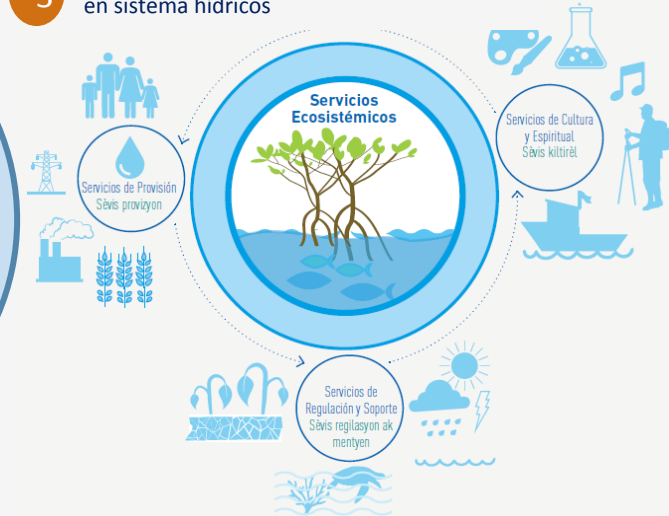 en sistema hídricos
Servicios
Ecosistémicos
Servicios de Cultura
y Espiritual
Sèvis kiltirèl
Servicios de Provisión
Sèvis provizyon
Servicios de
Regulación y Soporte
Sèvis regilasyon ak
mentyen